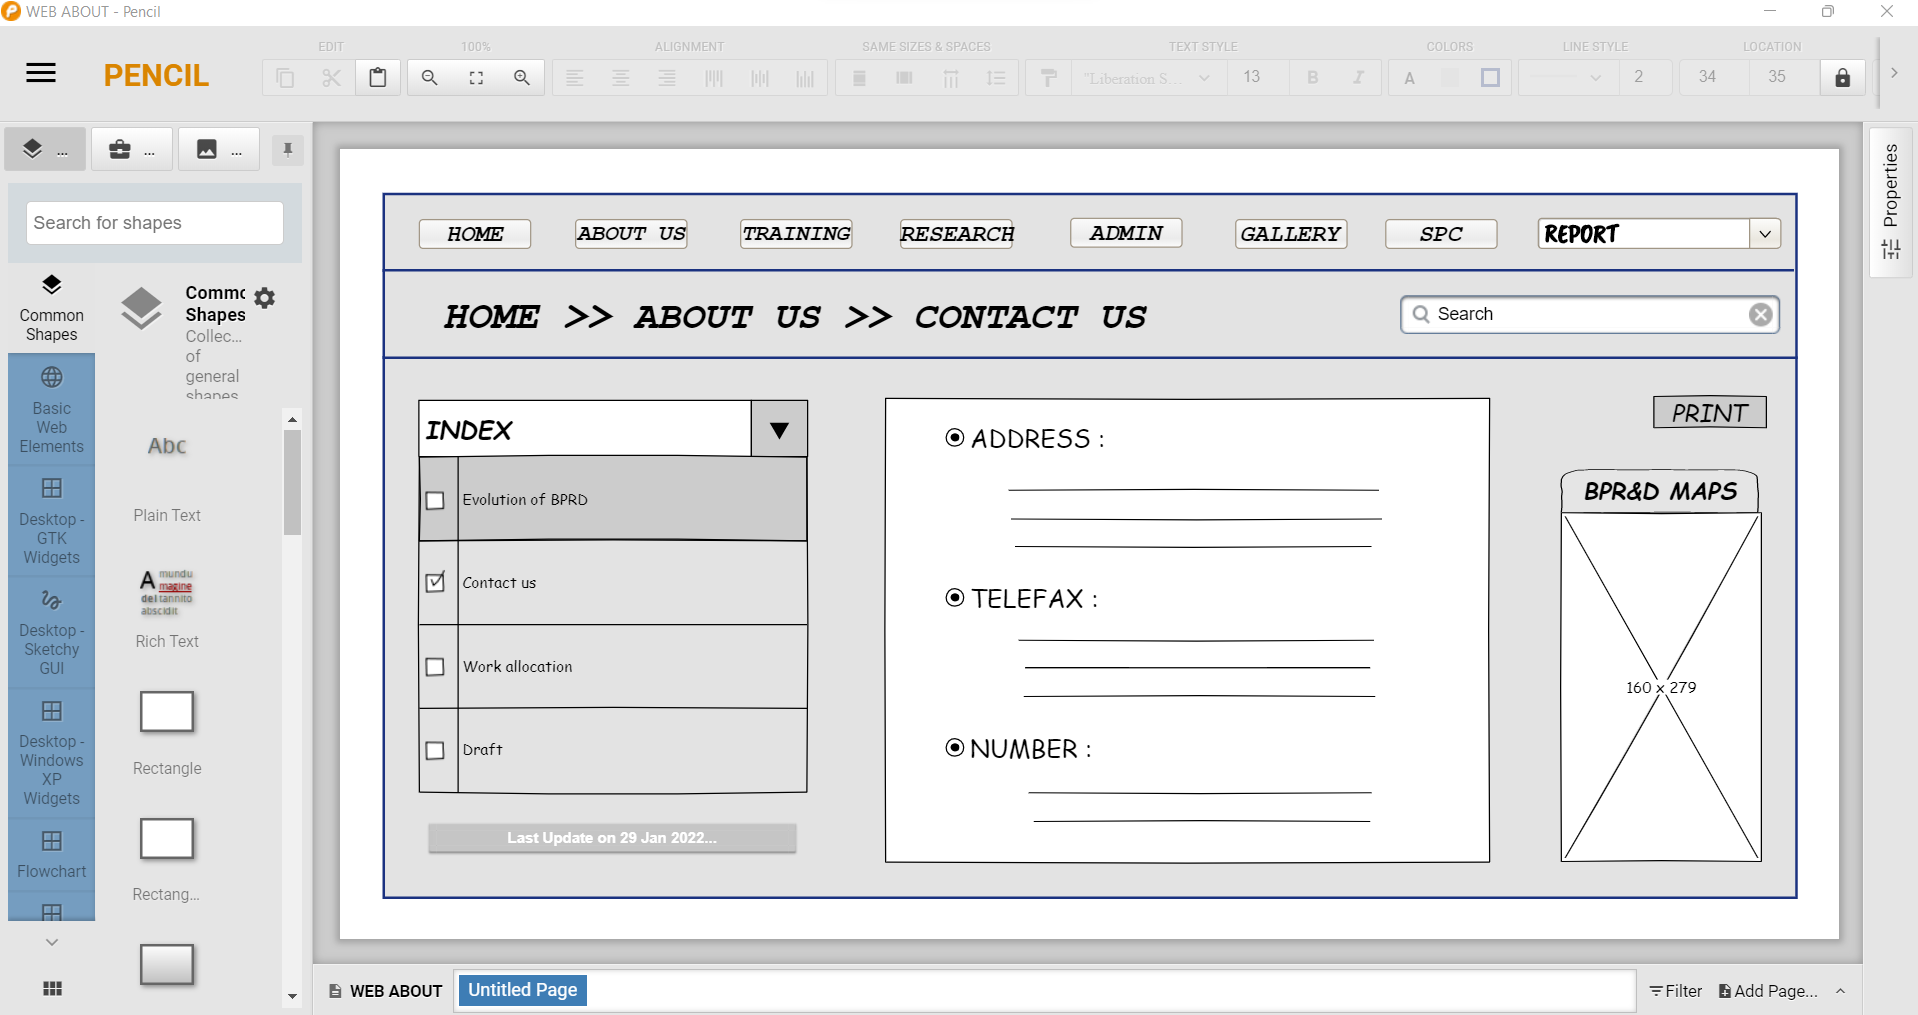 WEB ABOUT - Pencil
EDIT
100%
ALIGNMENT
SAME SIZES & SPACES
TEXT STYLE
COLORS
LINE STYLE
LOCATION
PENCIL
"Liberation S...
13
B
I
A
2
34
35
...
...
...
Search for shapes
Common
Shapes
Basic
Web
Elements
Desktop -
GTK
Widgets
Desktop -
Sketchy
GUI
Desktop -
Windows
XP
Widgets
Flowchart
Commc
Shapes
Collec...
of
general
shapes
Abc
Plain Text
A mundu
magine
del tannito
abscidit
Rich Text
Rectangle
Rectang...
HOME
ABOUT US
TRAINING
RESEARCH
ADMIN
GALLERY
SPC
REPORT
HOME >> ABOUT US >> CONTACT US
Search
INDEX
Evolution of BPRD
Contact us
Work allocation
Draft
Last Update on 29 Jan 2022...
ADDRESS :
TELEFAX :
NUMBER :
PRINT
BPR&D MAPS
160 x 279
Properties
WEB ABOUT
Untitled Page
Filter
Add Page...